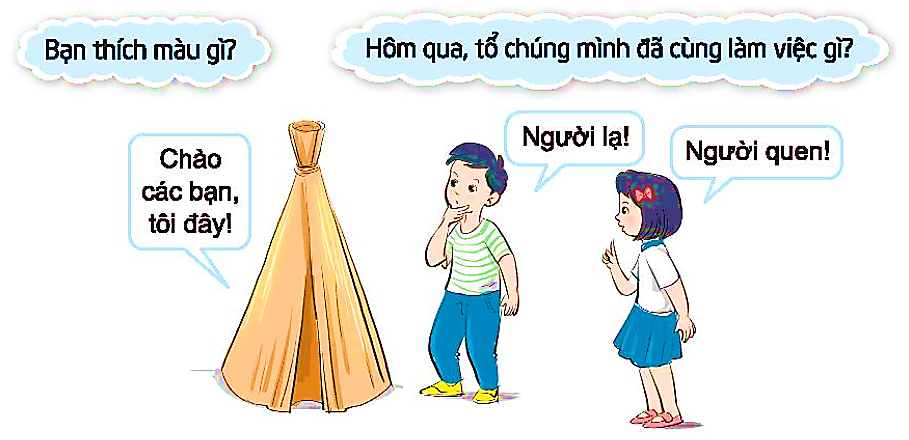 Bạn thích màu gì?
Hôm qua, tổ chúng mình đã cùng làm việc gì?
Chào
các bạn,
tôi đây!
Người lạ!
Người quen!